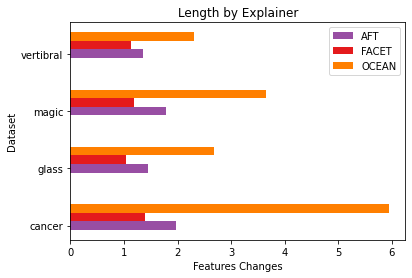 Length by Explainer
AFT
FACET
OCEAN
Dataset
vertibral
magic
glass
cancer
0 1 2 3 4 5 6
Features Changes